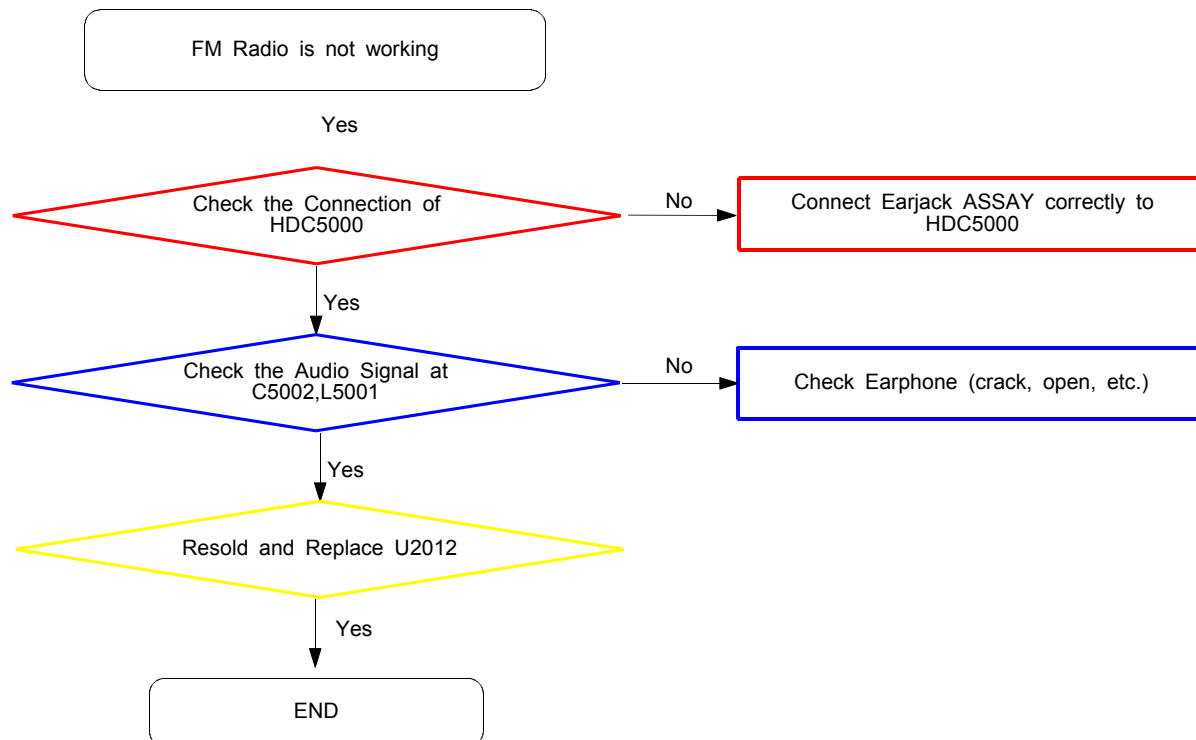 FM Radio is not working
Yes
Check the Connection of
HDC5000
No
Connect Earjack ASSAY correctly to
HDC5000
Yes
Check the Audio Signal at
C5002,L5001
No
Check Earphone (crack, open, etc.)
Yes
Resold and Replace U2012
Yes
END